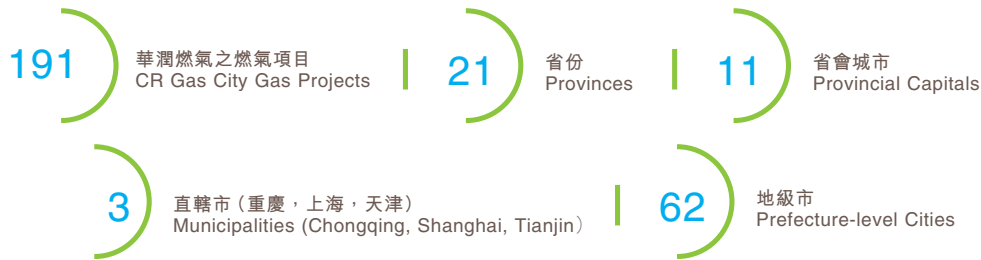 191
華潤燃氣之燃氣項目
CR Gas City Gas Projects
21
省份
Provinces
11
省會城市
Provincial Capitals
3
直轄市（重慶，上海，天津）
Municipalities (Chongqing, Shanghai, Tianjin）
62
地級市
Prefecture-level Cities